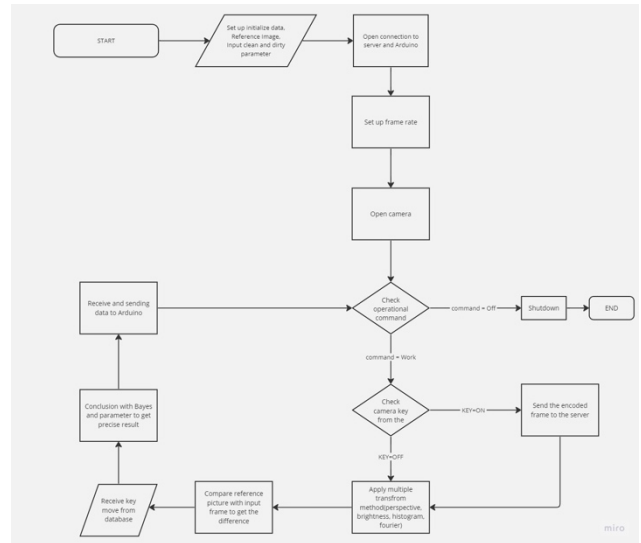 START
Set up initialize data,
Reference image,
Input clean and dirty
parameter
Open connection to
server and Arduino
Set up frame rate
Open camera
Receive and sending
data to Arduino
Check
operational
command
command = Off
Shutdown
END
command = Work
Conclusion with Bayes
and parameter to get
precise result
Check
camera key
from the
KEY=ON
Send the encoded
frame to the server
KEY=OFF
Receive key
move from
database
Compare reference
picture with input
frame to get the
difference
Apply multiple
transfrom
method(perspective,
brightness, histogram,
fourier)
miro